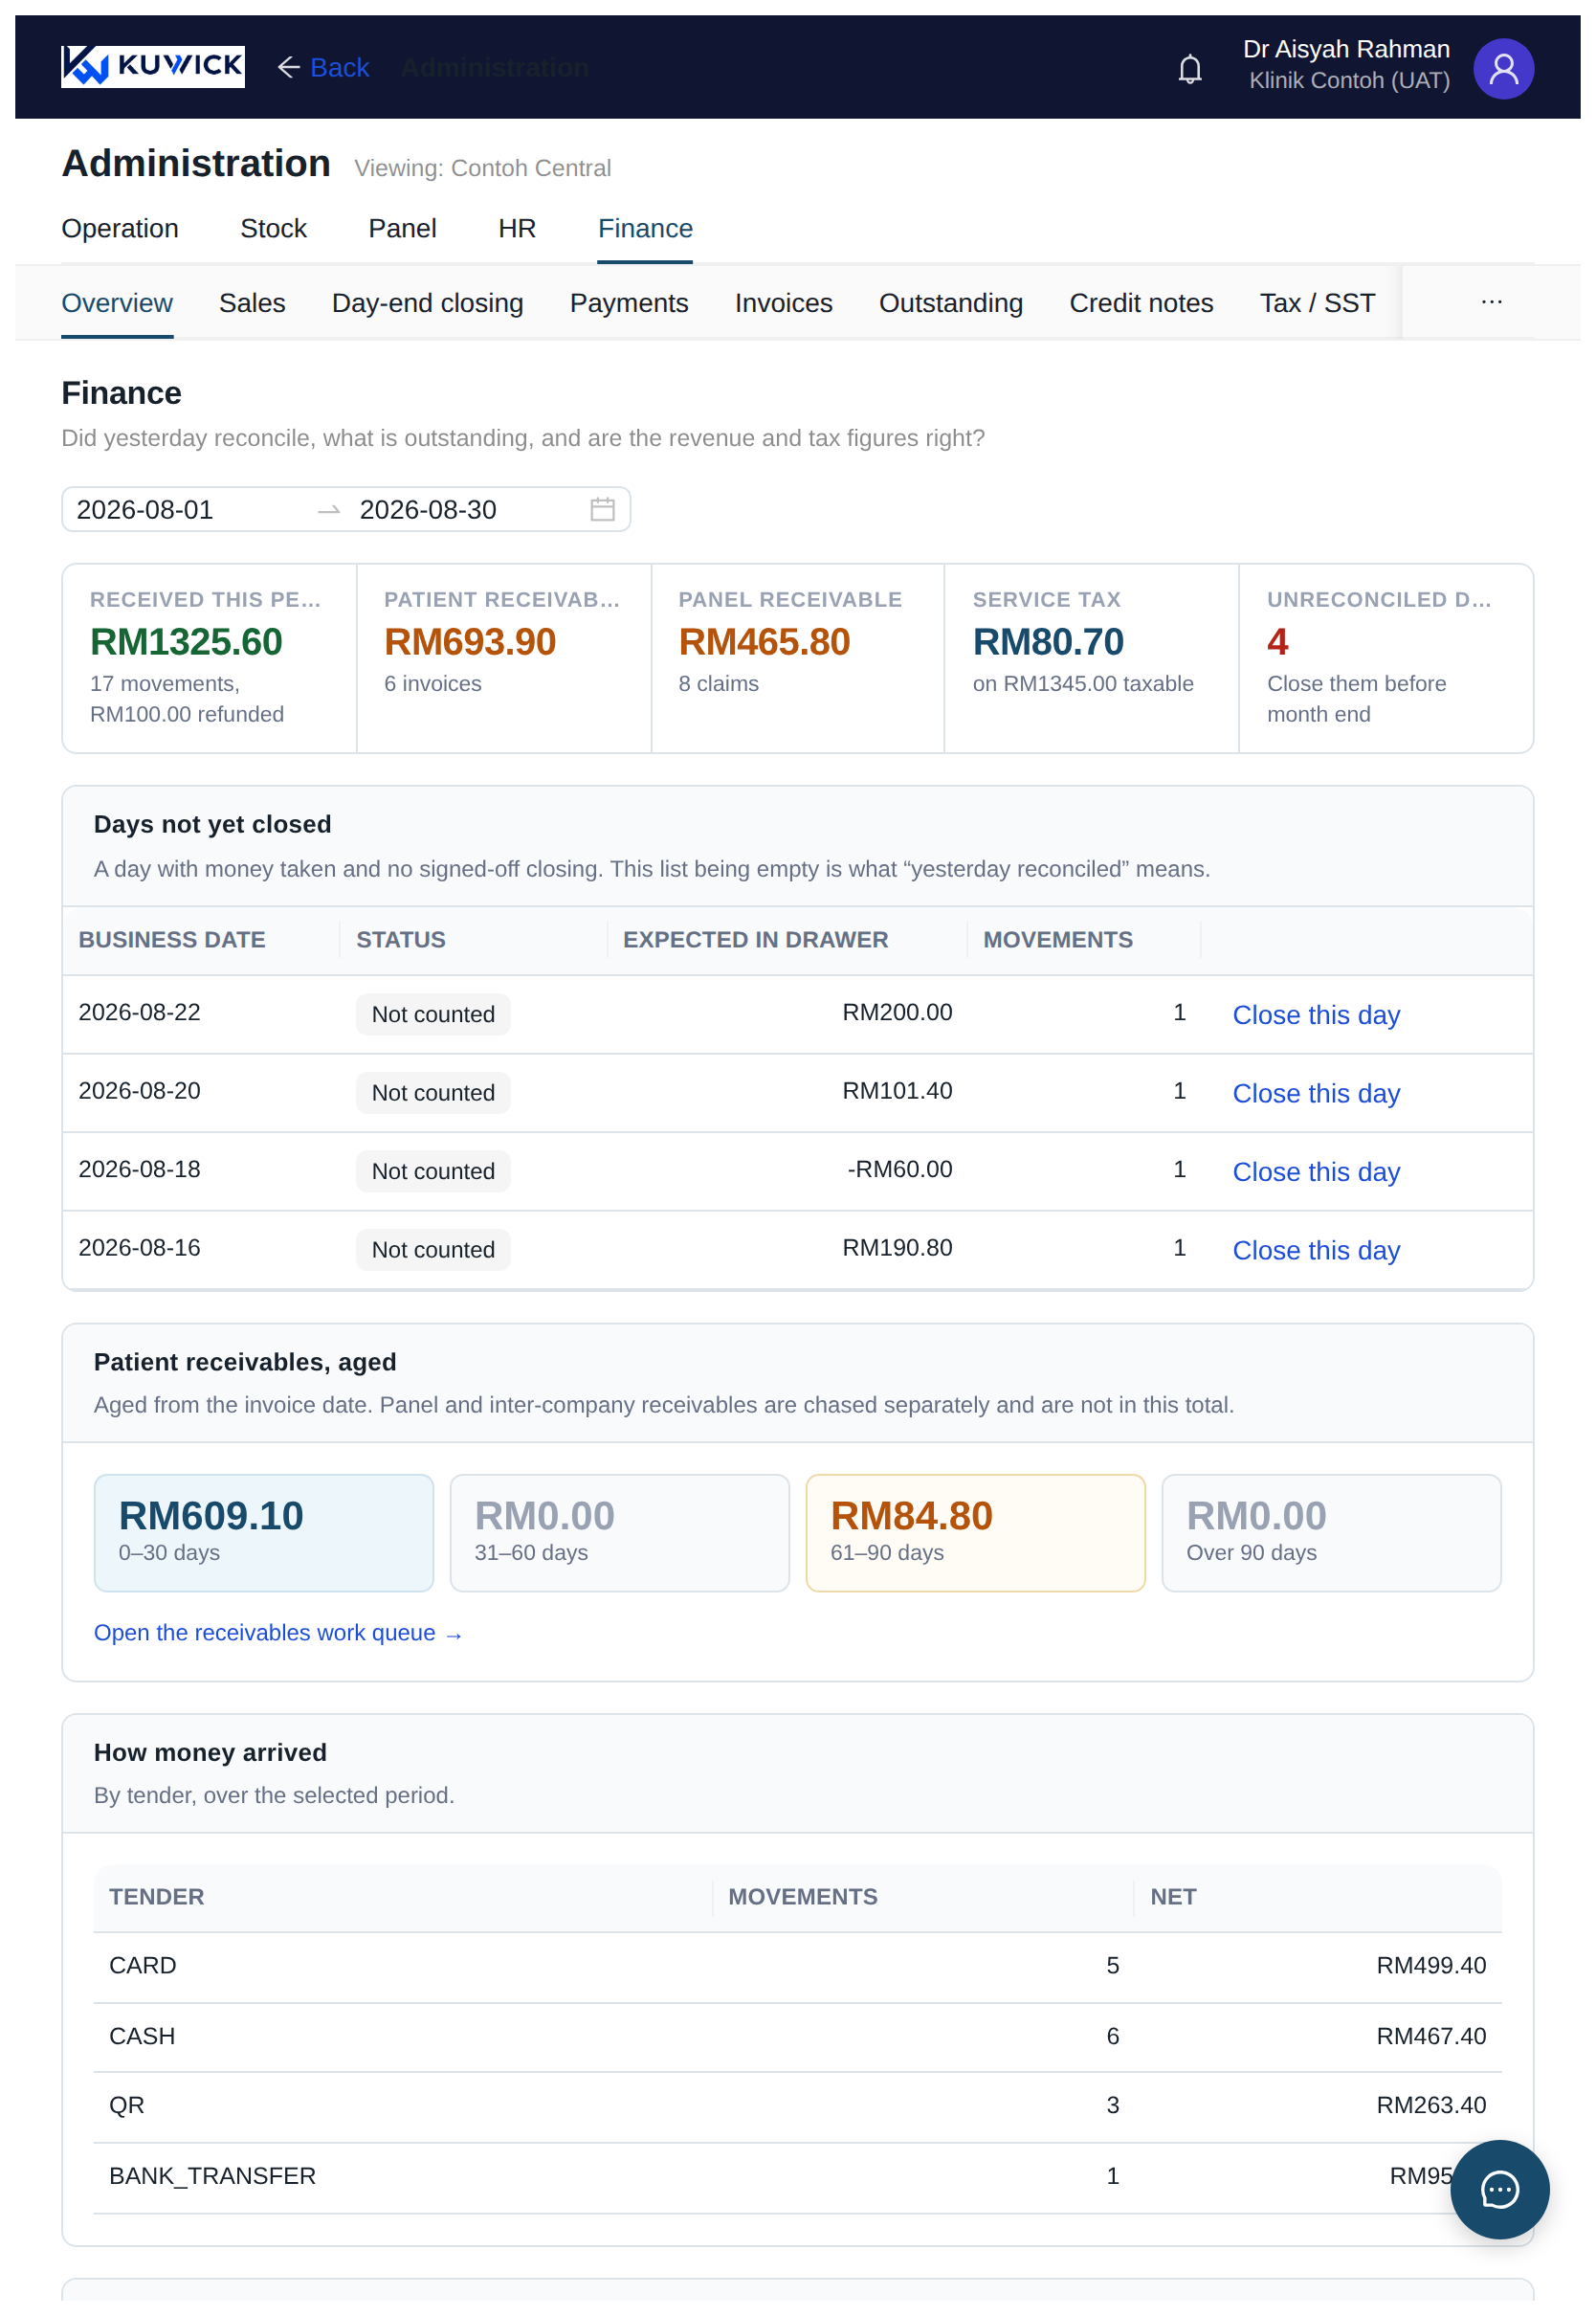 KUWICK
Back
Administration
Dr Aisyah Rahman
Klinik Contoh (UAT)
Administration
Viewing: Contoh Central
Operation
Stock
Panel
HR
Finance
Overview
Sales
Day-end closing
Payments
Invoices
Outstanding
Credit notes
Tax / SST
...
Finance
Did yesterday reconcile, what is outstanding, and are the revenue and tax figures right?
2026-08-01
2026-08-30
RECEIVED THIS PE...
RM1325.60
17 movements,
RM100.00 refunded
PATIENT RECEIVAB...
RM693.90
6 invoices
PANEL RECEIVABLE
RM465.80
8 claims
SERVICE TAX
RM80.70
on RM1345.00 taxable
UNRECONCILED D...
4
Close them before
month end
Days not yet closed
A day with money taken and no signed-off closing. This list being empty is what “yesterday reconciled” means.
BUSINESS DATE STATUS EXPECTED IN DRAWER MOVEMENTS
2026-08-22 Not counted RM200.00 1 Close this day
2026-08-20 Not counted RM101.40 1 Close this day
2026-08-18 Not counted -RM60.00 1 Close this day
2026-08-16 Not counted RM190.80 1 Close this day
Patient receivables, aged
Aged from the invoice date. Panel and inter-company receivables are chased separately and are not in this total.
RM609.10
0–30 days
RM0.00
31–60 days
RM84.80
61–90 days
RM0.00
Over 90 days
Open the receivables work queue →
How money arrived
By tender, over the selected period.
TENDER MOVEMENTS NET
CARD 5 RM499.40
CASH 6 RM467.40
QR 3 RM263.40
BANK_TRANSFER 1 RM95